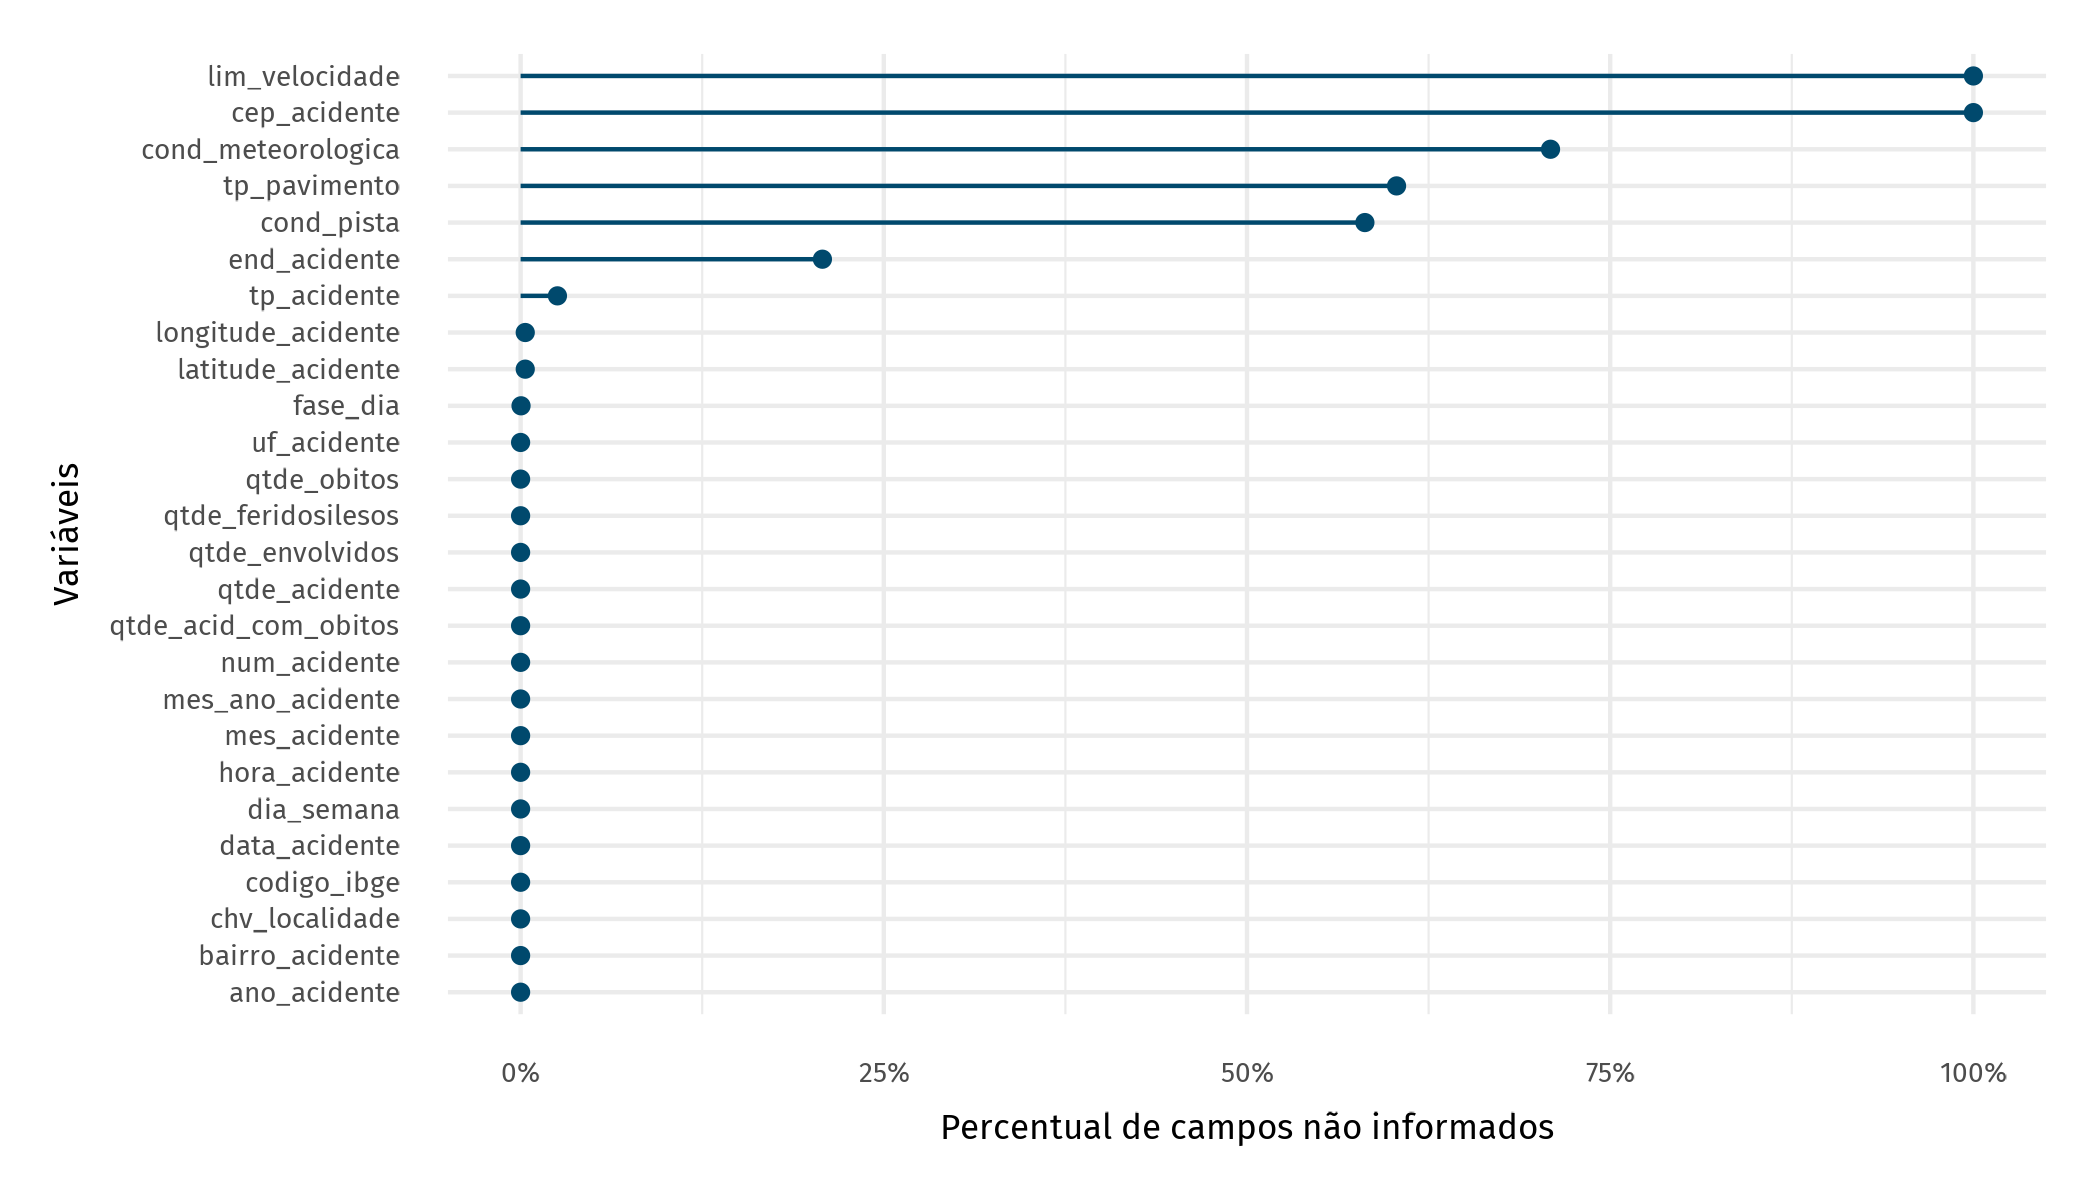 lim_velocidade
cep_acidente
cond_meteorologica
tp_pavimento
cond_pista
end_acidente
tp_acidente
longitude_acidente
latitude_acidente
fase_dia
uf_acidente
qtde_obitos
qtde_feridosilesos
qtde_envolvidos
qtde_acidente
qtde_acid_com_obitos
num_acidente
mes_ano_acidente
mes_acidente
hora_acidente
dia_semana
data_acidente
codigo_ibge
chv_localidade
bairro_acidente
ano_acidente
Variáveis
0% 25% 50% 75% 100%
Percentual de campos não informados